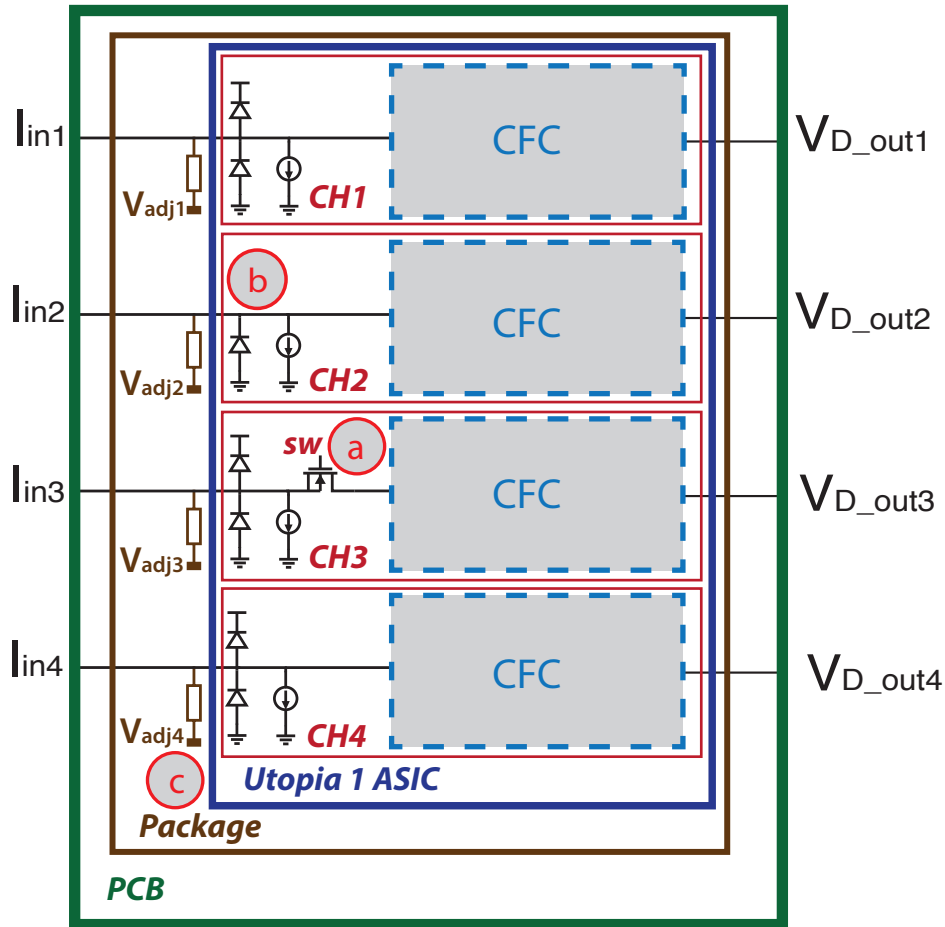 Iin1
Vadj1
CH1
CFC
VD_out1
b
Iin2
Vadj2
CH2
CFC
VD_out2
sw
a
Iin3
Vadj3
CH3
CFC
VD_out3
Iin4
Vadj4
CH4
CFC
VD_out4
c
Utopia 1 ASIC
Package
PCB